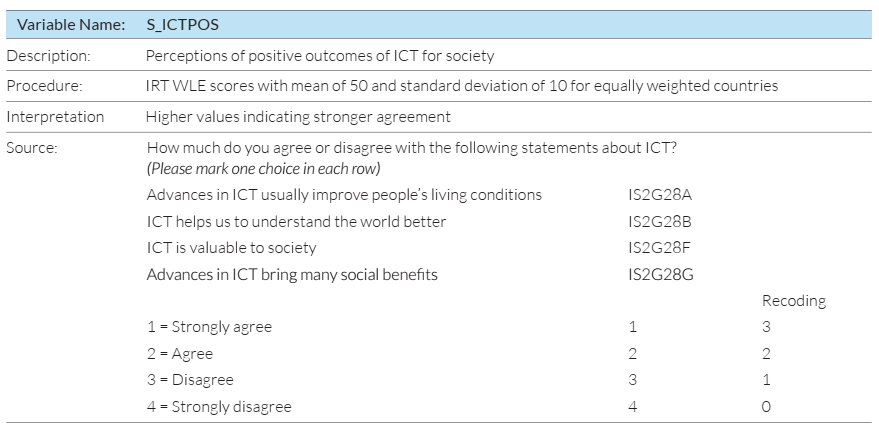 Variable Name: S_ICTPOS
Description: Perceptions of positive outcomes of ICT for society
Procedure: IRT WLE scores with mean of 50 and standard deviation of 10 for equally weighted countries
Interpretation Higher values indicating stronger agreement
Source: How much do you agree or disagree with the following statements about ICT?
(Please mark one choice in each row)
Advances in ICT usually improve people’s living conditions IS2G28A
ICT helps us to understand the world better IS2G28B
ICT is valuable to society IS2G28F
Advances in ICT bring many social benefits IS2G28G
Recoding
1 = Strongly agree 1 3
2 = Agree 2 2
3 = Disagree 3 1
4 = Strongly disagree 4 0